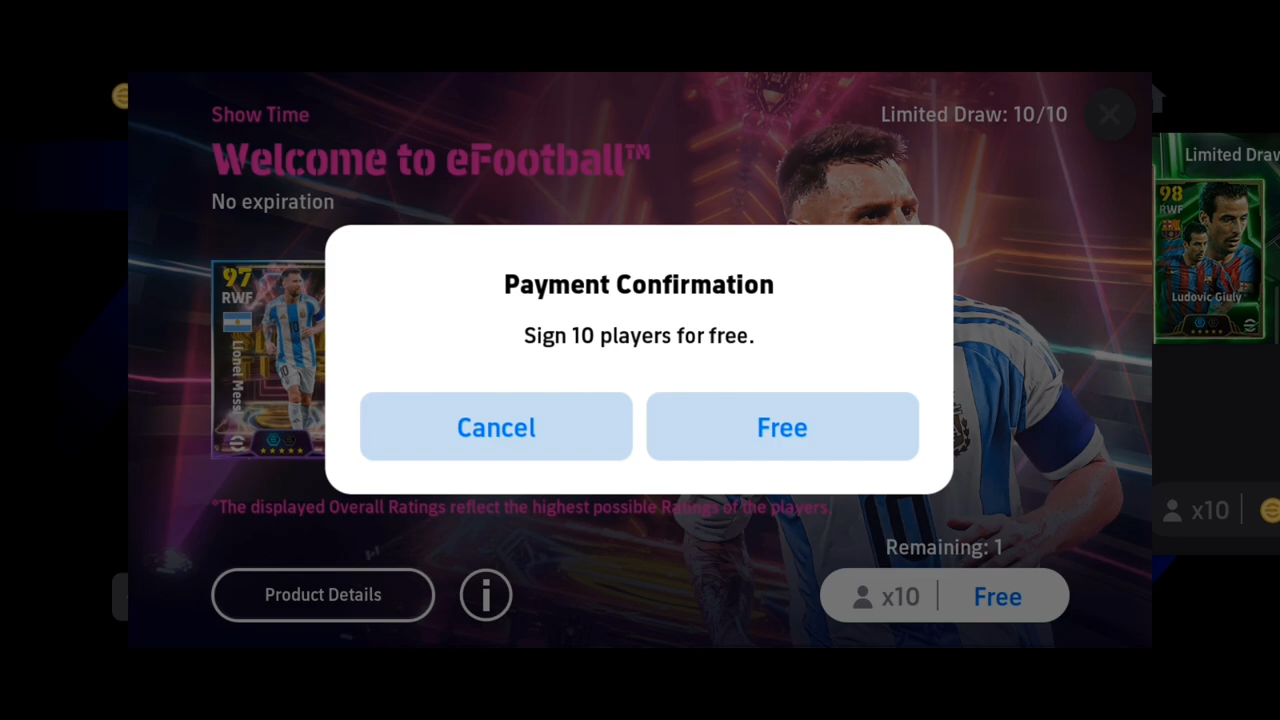 Show Time
Limited Draw: 10/10
Welcome to eFootball™
No expiration
Limited Draw
98
RWF
Ludovic Giuly
97
RWF
Lionel Messi
Payment Confirmation
Sign 10 players for free.
Cancel
Free
*The displayed Overall Ratings reflect the highest possible Ratings of the players.
x10
Remaining: 1
Product Details
i
x10
Free